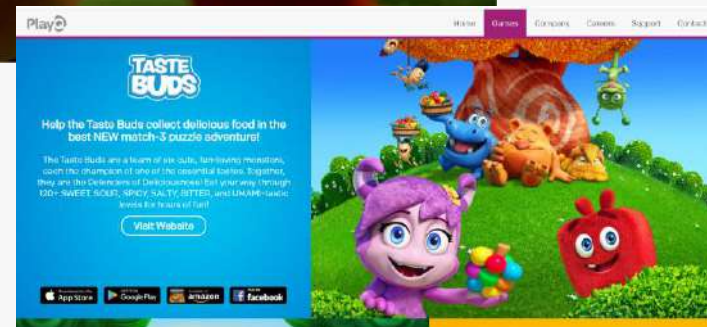 PlayQ
Home Games Company Careers Support Contact
TASTE
BUDS
Help the Taste Buds collect delicious food in the
best NEW match-3 puzzle adventure!
The Taste Buds are a team of six cute, fun-loving monsters,
each the champion of one of the essential tastes. Together,
they are the Defenders of Deliciousness! Eat your way through
120+ SWEET, SOUR, SPICY, SALTY, BITTER, and UMAMI-tastic
levels for hours of fun!
Visit Website
App Store
Google Play
amazon
facebook